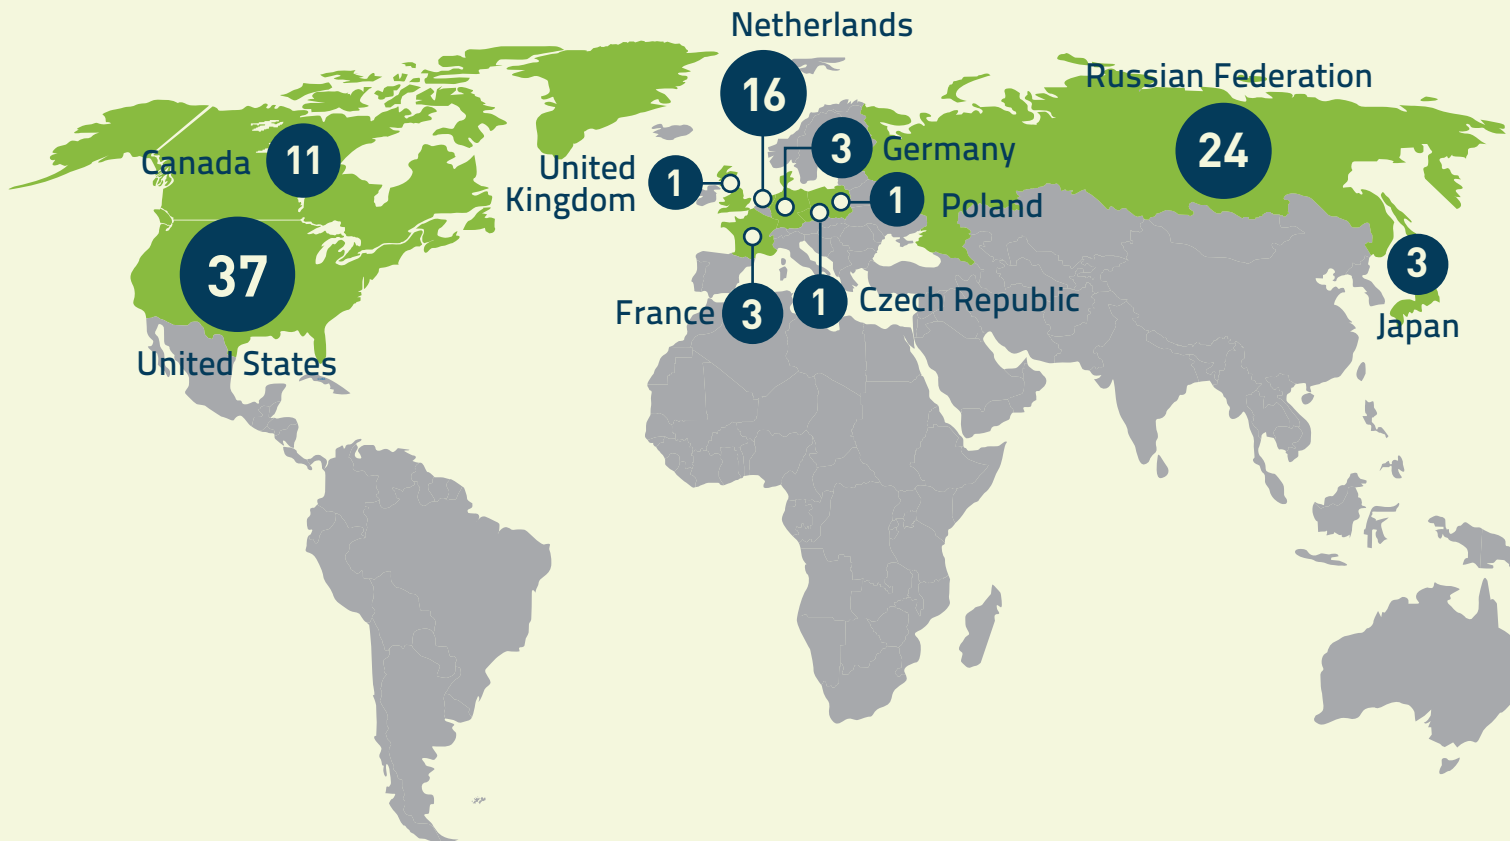 Netherlands
16
Russian Federation
24
Canada
11
United
Kingdom
1
3
Germany
1
Poland
37
United States
France
3
1
Czech Republic
3
Japan